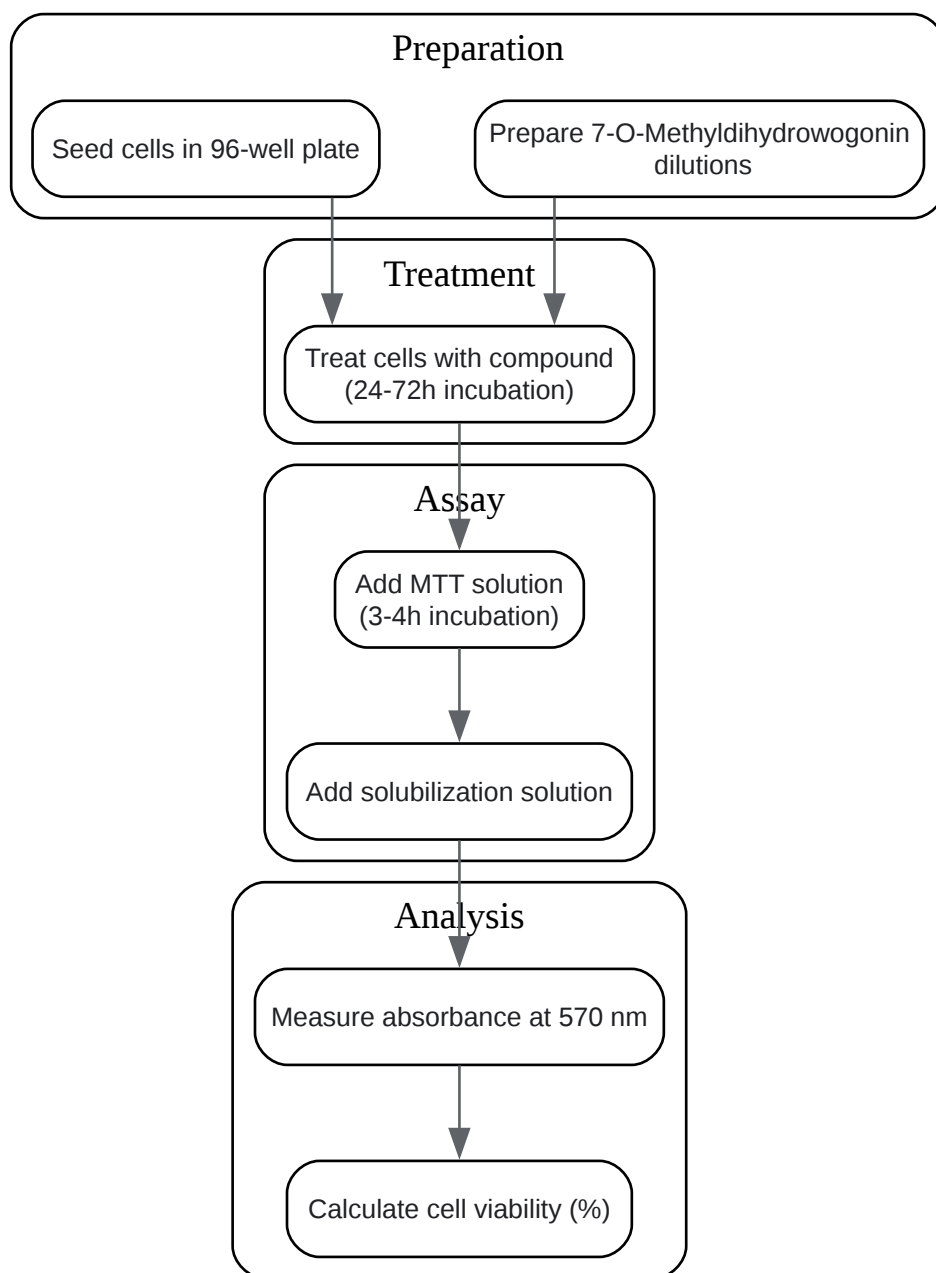 Preparation
Seed cells in 96-well plate
Prepare 7-O-Methyldihydrowogonin
dilutions
Treatment
Treat cells with compound
(24-72h incubation)
Assay
Add MTT solution
(3-4h incubation)
Add solubilization solution
Analysis
Measure absorbance at 570 nm
Calculate cell viability (%)